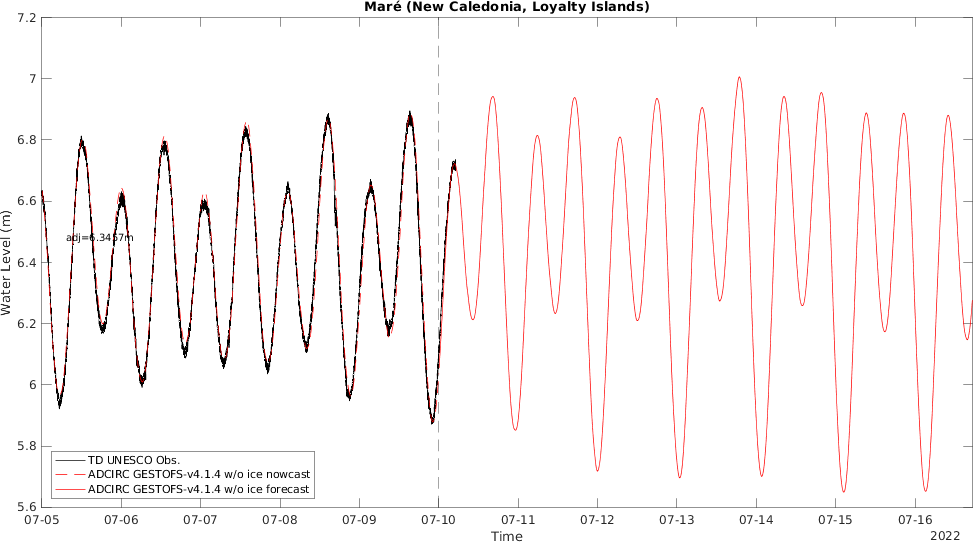 Maré (New Caledonia, Loyalty Islands)
7.2
7
6.8
6.6
6.4
6.2
6
5.8
5.6
Water Level (m)
adj=6.3457m
TD UNESCO Obs.
ADCIRC GESTOFS-v4.1.4 w/o ice nowcast
ADCIRC GESTOFS-v4.1.4 w/o ice forecast
07-05 07-06 07-07 07-08 07-09 07-10 07-11 07-12 07-13 07-14 07-15 07-16
Time
2022